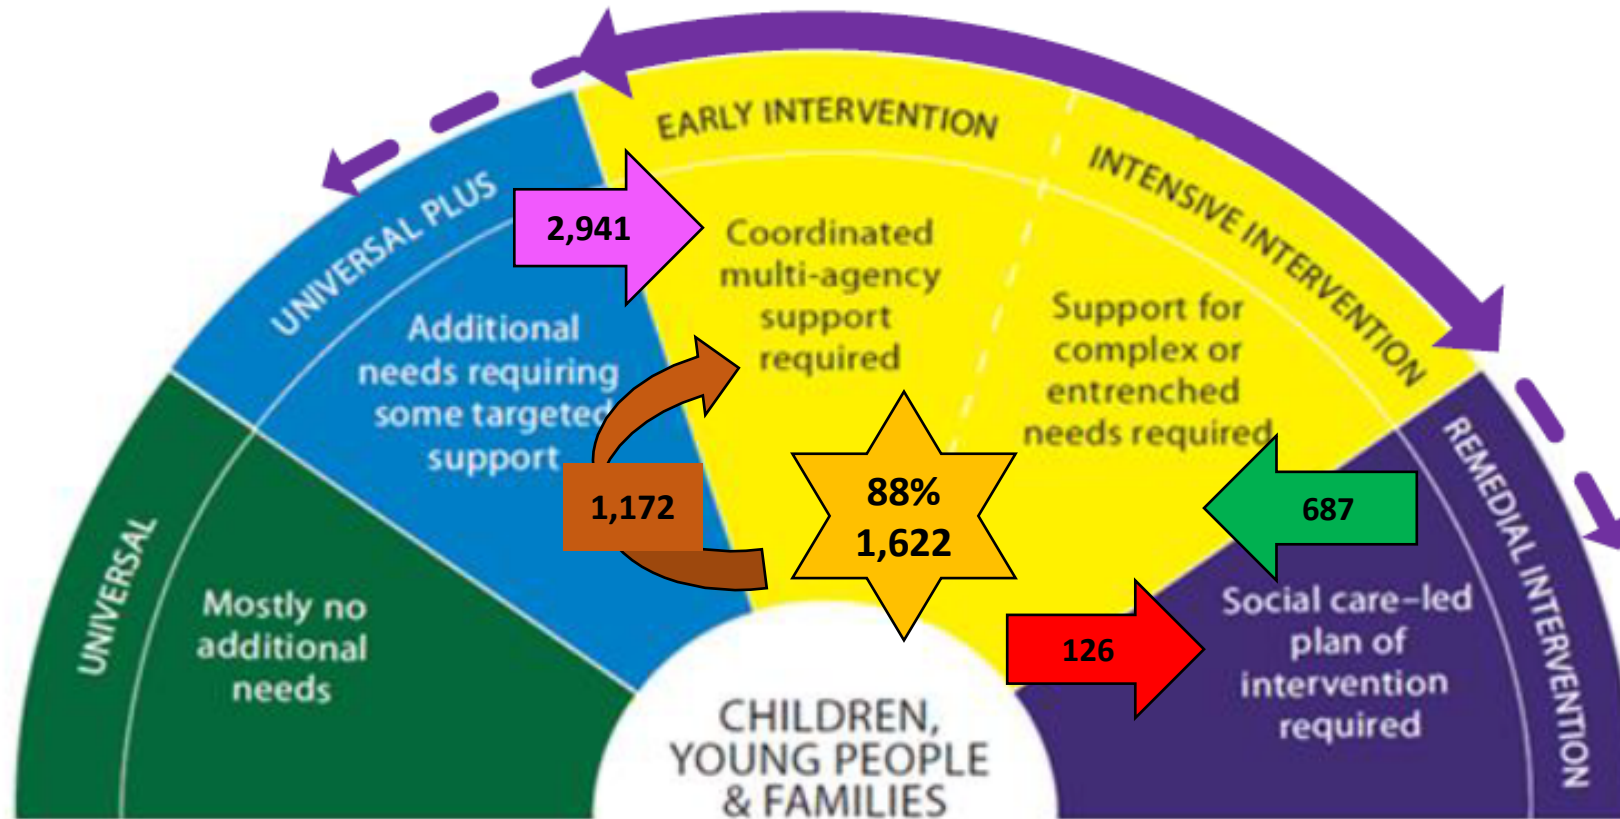 UNIVERSAL
Mostly no
additional
needs
UNIVERSAL PLUS
2,941
Additional
needs requiring
some targeted
support
1,172
EARLY INTERVENTION
Coordinated
multi-agency
support
required
88%
1,622
INTENSIVE INTERVENTION
Support for
complex or
entrenched
needs required
687
126
REMEDIAL INTERVENTION
Social care–led
plan of
intervention
required
CHILDREN,
YOUNG PEOPLE
& FAMILIES